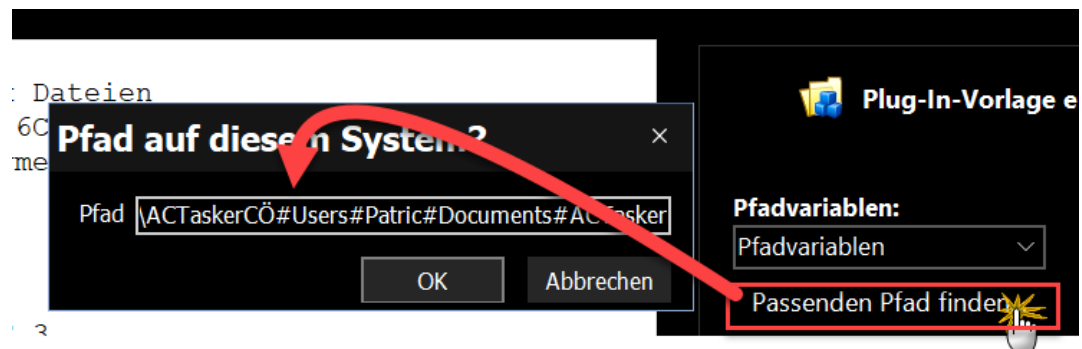 : Dateien
6C
me
Pfad auf diesem System?
Pfad \ACTaskerCÖ#Users#Patric#Documents#ACTasker
OK Abbrechen
3
Plug-In-Vorlage e
Pfadvariablen:
Pfadvariablen
Passenden Pfad finden